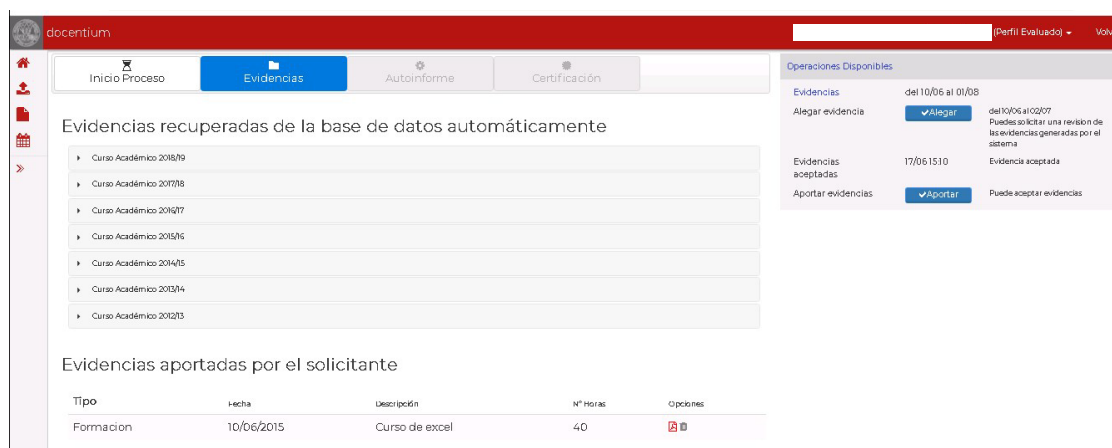 docentium
(Perfil Evaluado)
Volv
Inicio Proceso
Evidencias
Autoinforme
Certificación
Evidencias recuperadas de la base de datos automáticamente
Curso Académico 2018/19
Curso Académico 2017/18
Curso Académico 2016/17
Curso Académico 2015/16
Curso Académico 2014/15
Curso Académico 2013/14
Curso Académico 2012/13
Evidencias aportadas por el solicitante
Tipo Fecha Descripción Nº Horas Opciones
Formacion 10/06/2015 Curso de excel 40
Operaciones Disponibles
Evidencias del 10/06 al 01/08
Alegar evidencia Alegar del 10/06 al 02/07
Puedes solicitar una revision de
las evidencias generadas por el
sistema
Evidencias 17/06 15:10 Evidencia aceptada
aceptadas
Aportar evidencias Aportar Puede aceptar evidencias